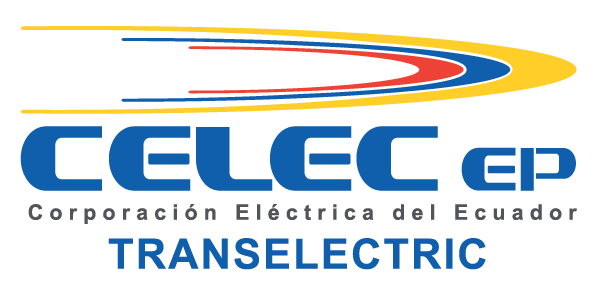 CELEC EP
Corporación Eléctrica del Ecuador
TRANSELECTRIC